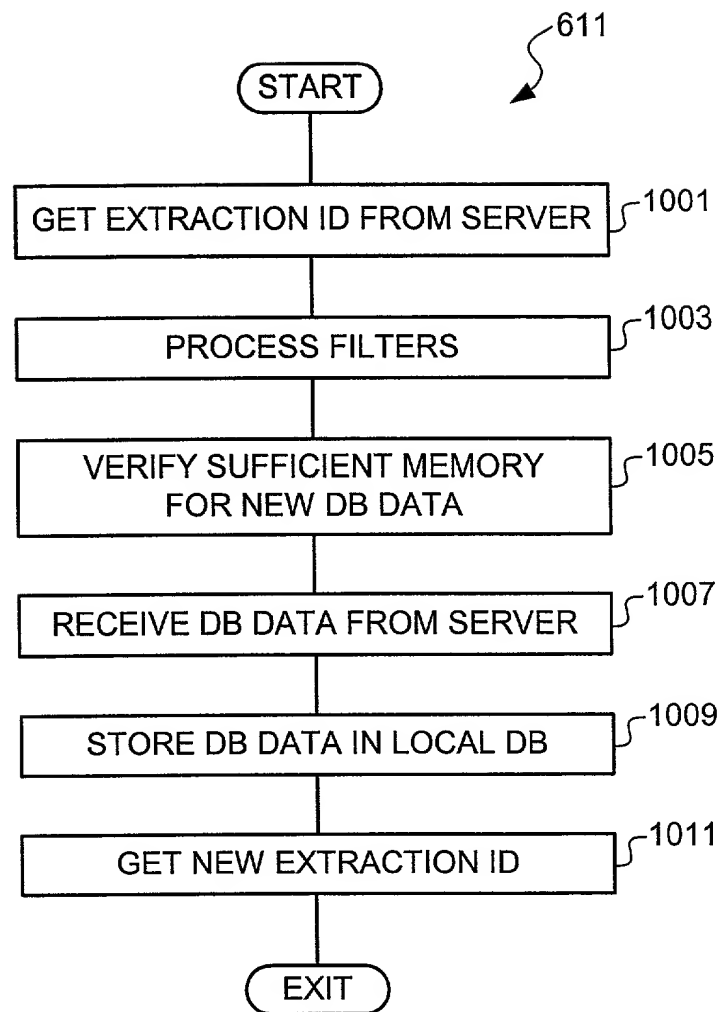 611
START
GET EXTRACTION ID FROM SERVER
1001
PROCESS FILTERS
1003
VERIFY SUFFICIENT MEMORY
FOR NEW DB DATA
1005
RECEIVE DB DATA FROM SERVER
1007
STORE DB DATA IN LOCAL DB
1009
GET NEW EXTRACTION ID
1011
EXIT